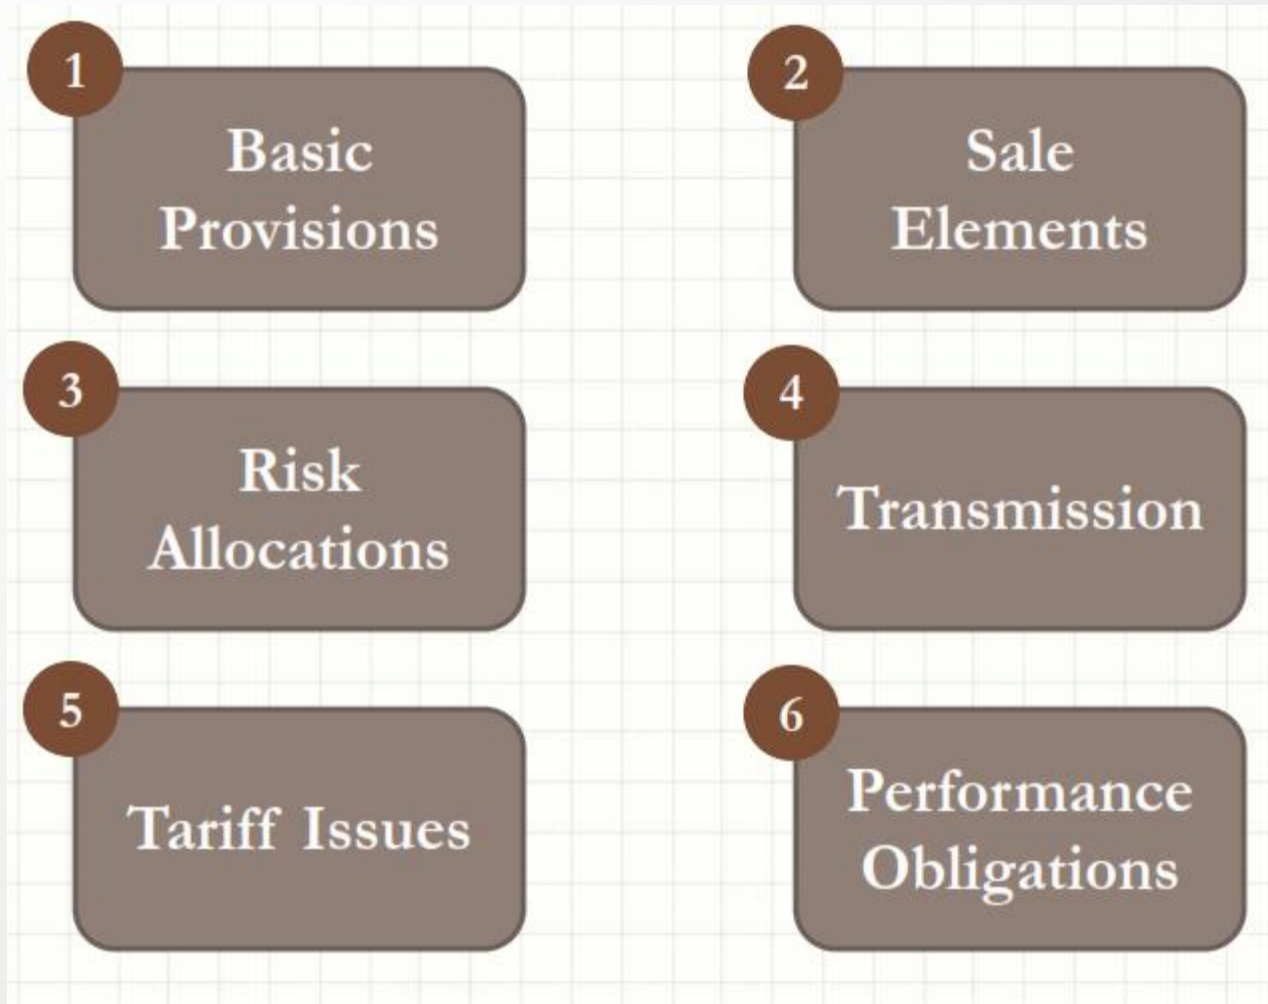 1
Basic
Provisions
2
Sale
Elements
3
Risk
Allocations
4
Transmission
5
Tariff Issues
6
Performance
Obligations